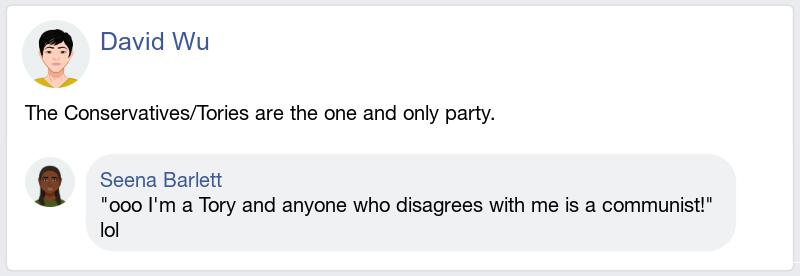 David Wu
The Conservatives/Tories are the one and only party.
Seena Barlett
"ooo I'm a Tory and anyone who disagrees with me is a communist!"
lol